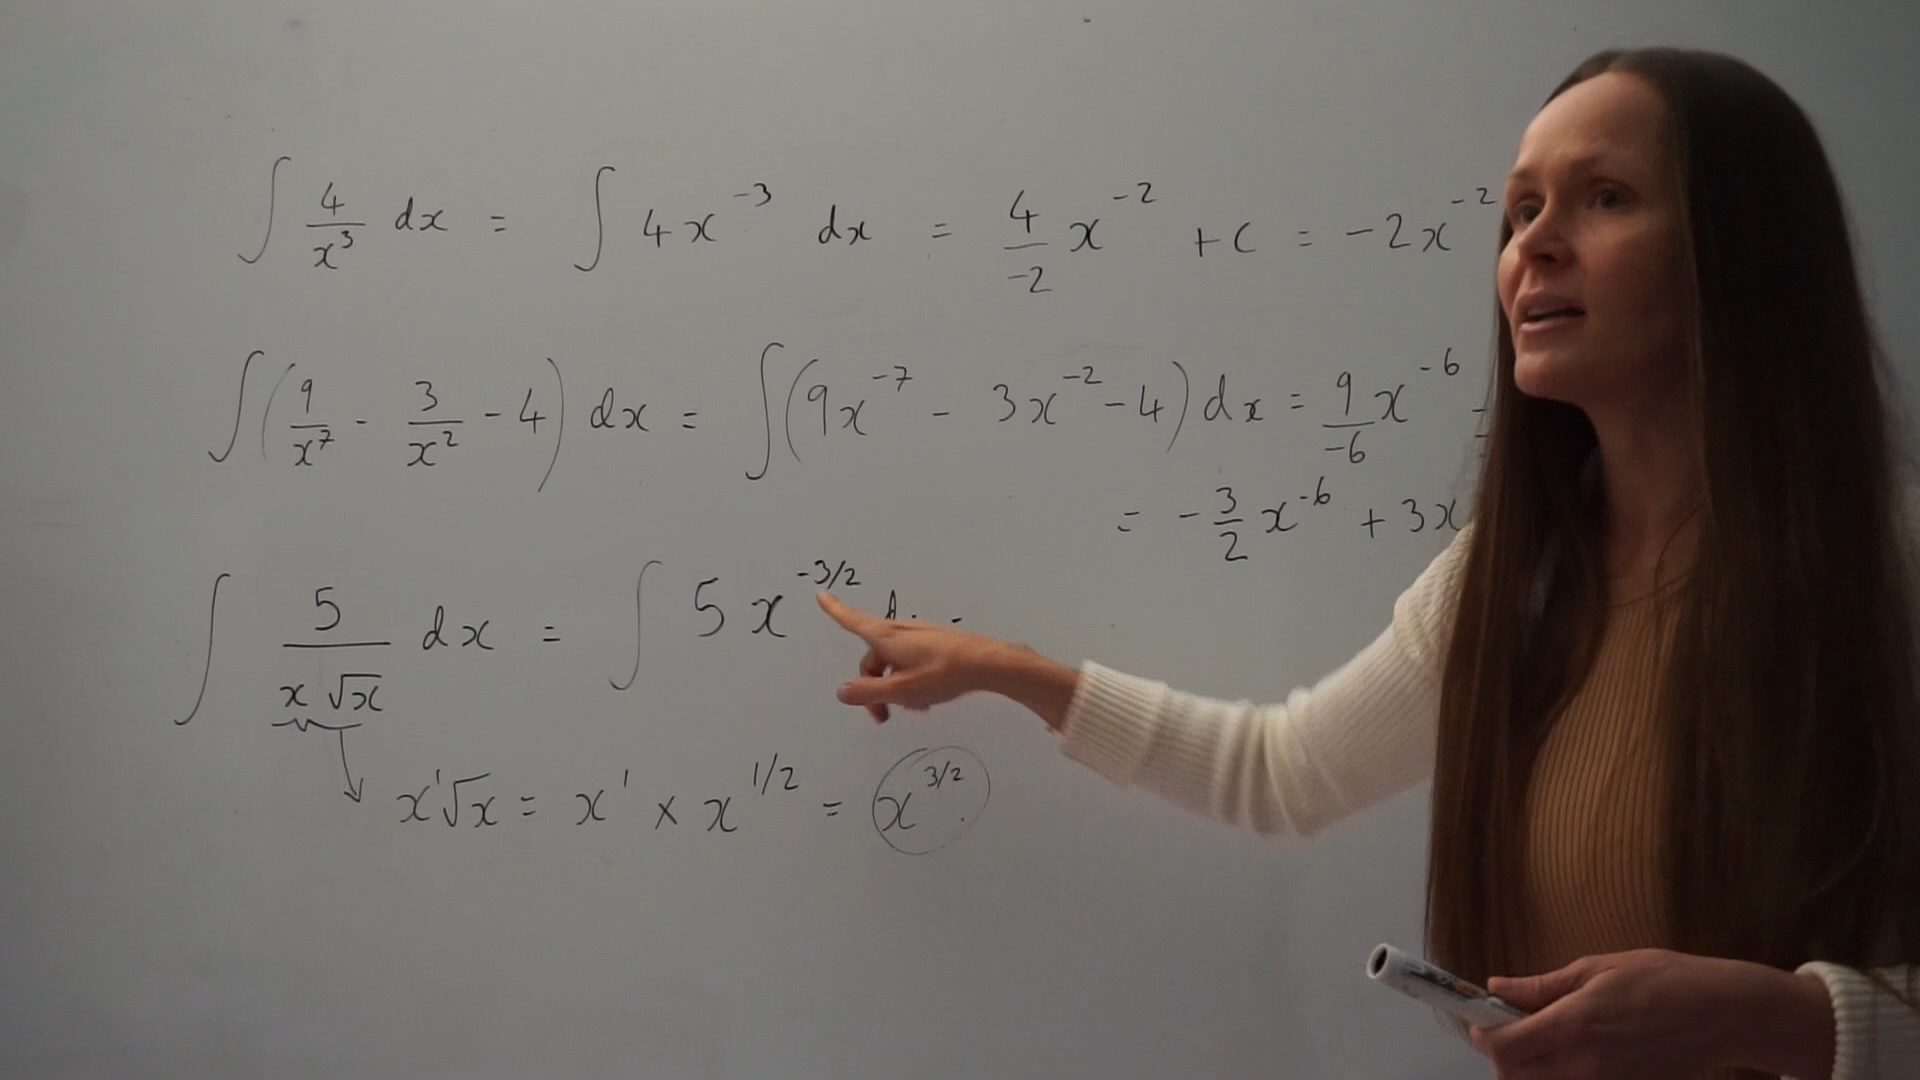 ∫ 4/x³ dx = ∫ 4x⁻³ dx = 4/-2 x⁻² + c = -2x⁻²
∫ (9/x⁷ - 3/x² - 4) dx = ∫ (9x⁻⁷ - 3x⁻² - 4) dx = 9/-6 x⁻⁶ -
= - 3/2 x⁻⁶ + 3x
∫ 5/(x √x) dx = ∫ 5x^(-3/2)
x¹√x = x¹ × x^(1/2) = x^(3/2)